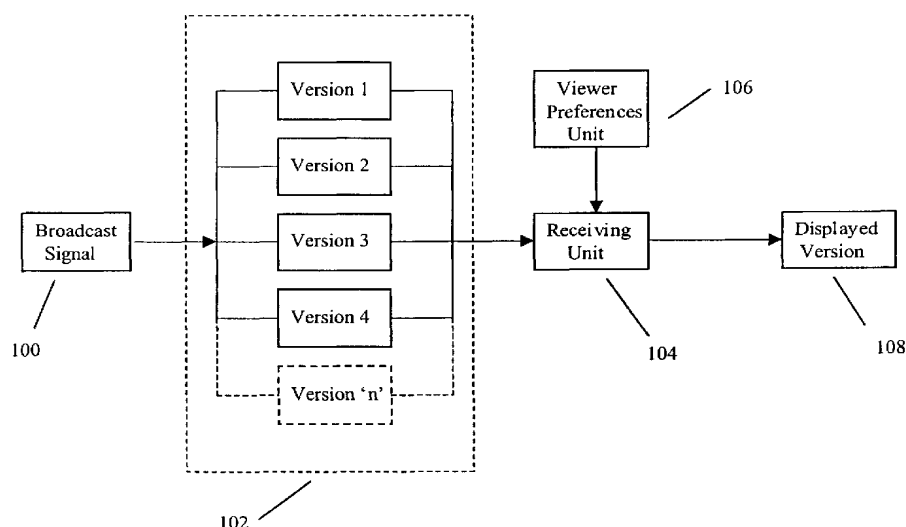 Version 1
Version 2
Version 3
Version 4
Version ‘n’
Broadcast
Signal
Viewer
Preferences
Unit
Receiving
Unit
Displayed
Version
100
102
104
106
108